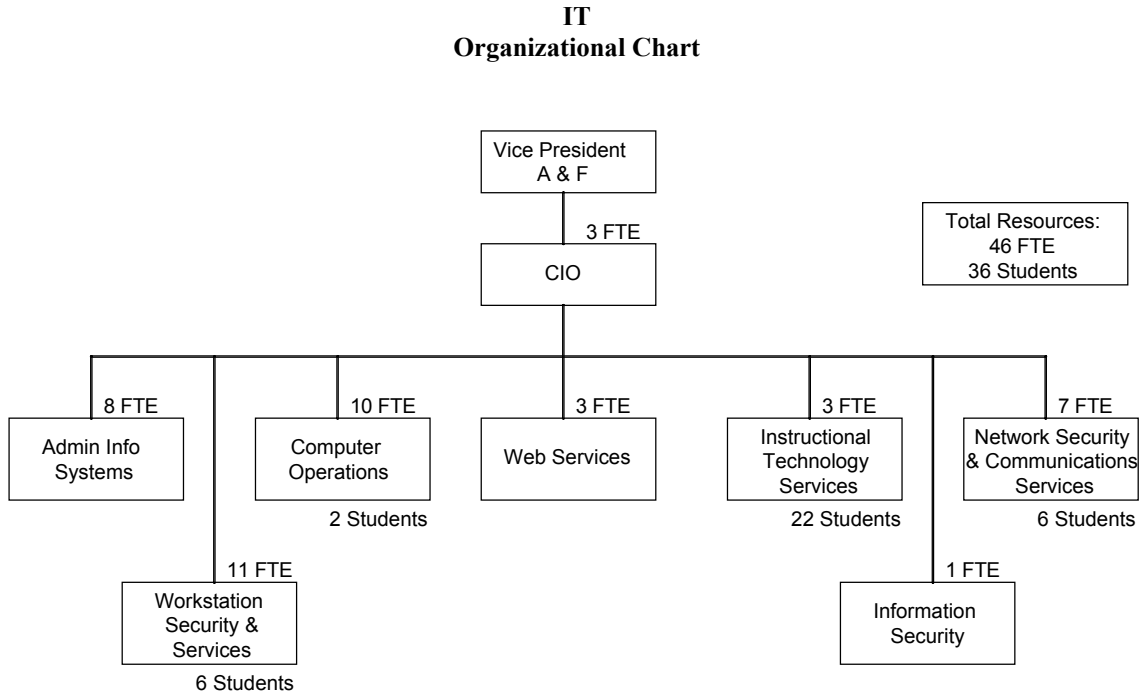 IT
Organizational Chart
Vice President
A & F
3 FTE
CIO
Total Resources:
46 FTE
36 Students
8 FTE
Admin Info
Systems
10 FTE
Computer
Operations
2 Students
3 FTE
Web Services
3 FTE
Instructional
Technology
Services
22 Students
7 FTE
Network Security
& Communications
Services
6 Students
11 FTE
Workstation
Security &
Services
6 Students
1 FTE
Information
Security